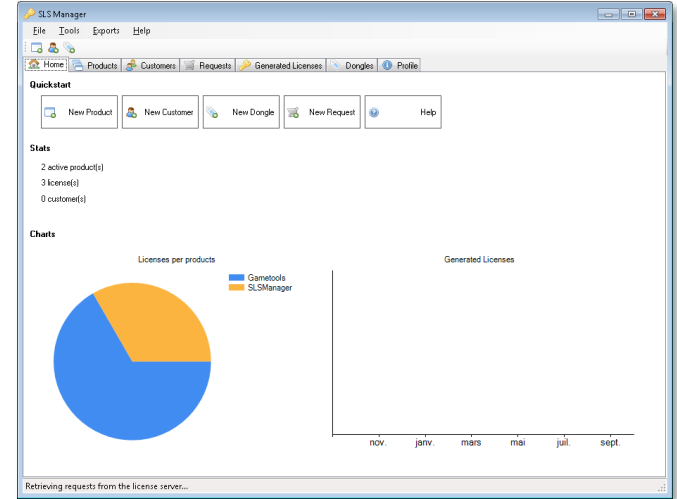 SLS Manager
File Tools Exports Help
Home Products Customers Requests Generated Licenses Dongles Profile
Quickstart
New Product New Customer New Dongle New Request Help
Stats
2 active product(s)
3 license(s)
0 customer(s)
Charts
Licenses per products Generated Licenses
Gametools
SLSManager
nov. janv. mars mai juil. sept.
Retrieving requests from the license server...